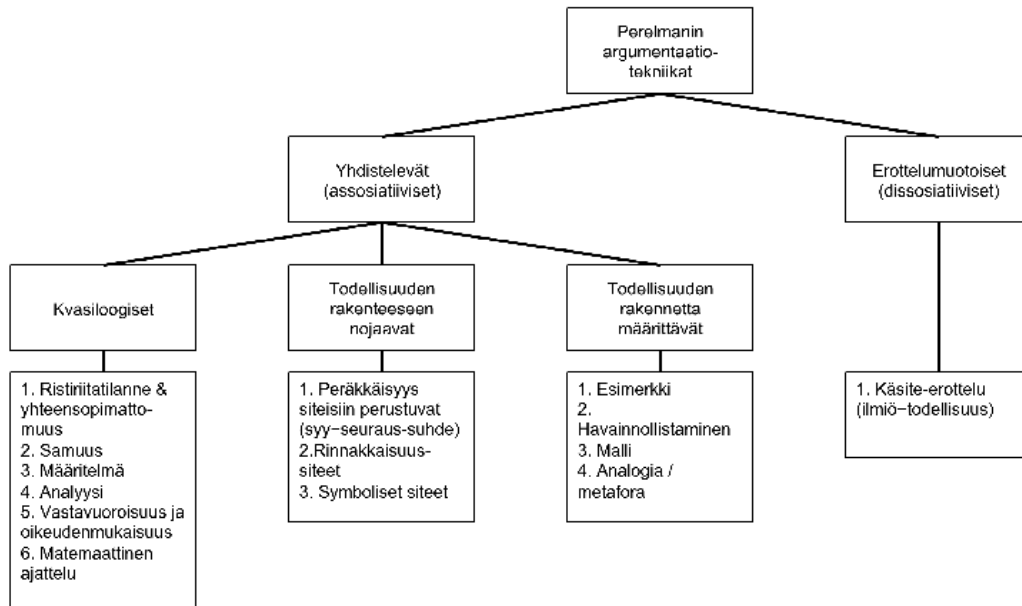 Perelmanin
argumentaatio-
tekniikat
Yhdistelevät
(assosiatiiviset)
Erottelumuotoiset
(dissosiatiiviset)
Kvasiloogiset
Todellisuuden
rakenteeseen
nojaavat
Todellisuuden
rakennetta
määrittävät
1. Ristiriitatilanne &
yhteensopimatto-
muus
2. Samuus
3. Määritelmä
4. Analyysi
5. Vastavuoroisuus ja
oikeudenmukaisuus
6. Matemaattinen
ajattelu
1. Peräkkäisyys
siteisiin perustuvat
(syy–seuraus-suhde)
2.Rinnakkaisuus-
siteet
3. Symboliset siteet
1. Esimerkki
2.
Havainnollistaminen
3. Malli
4. Analogia /
metafora
1. Käsite-erottelu
(ilmiö–todellisuus)